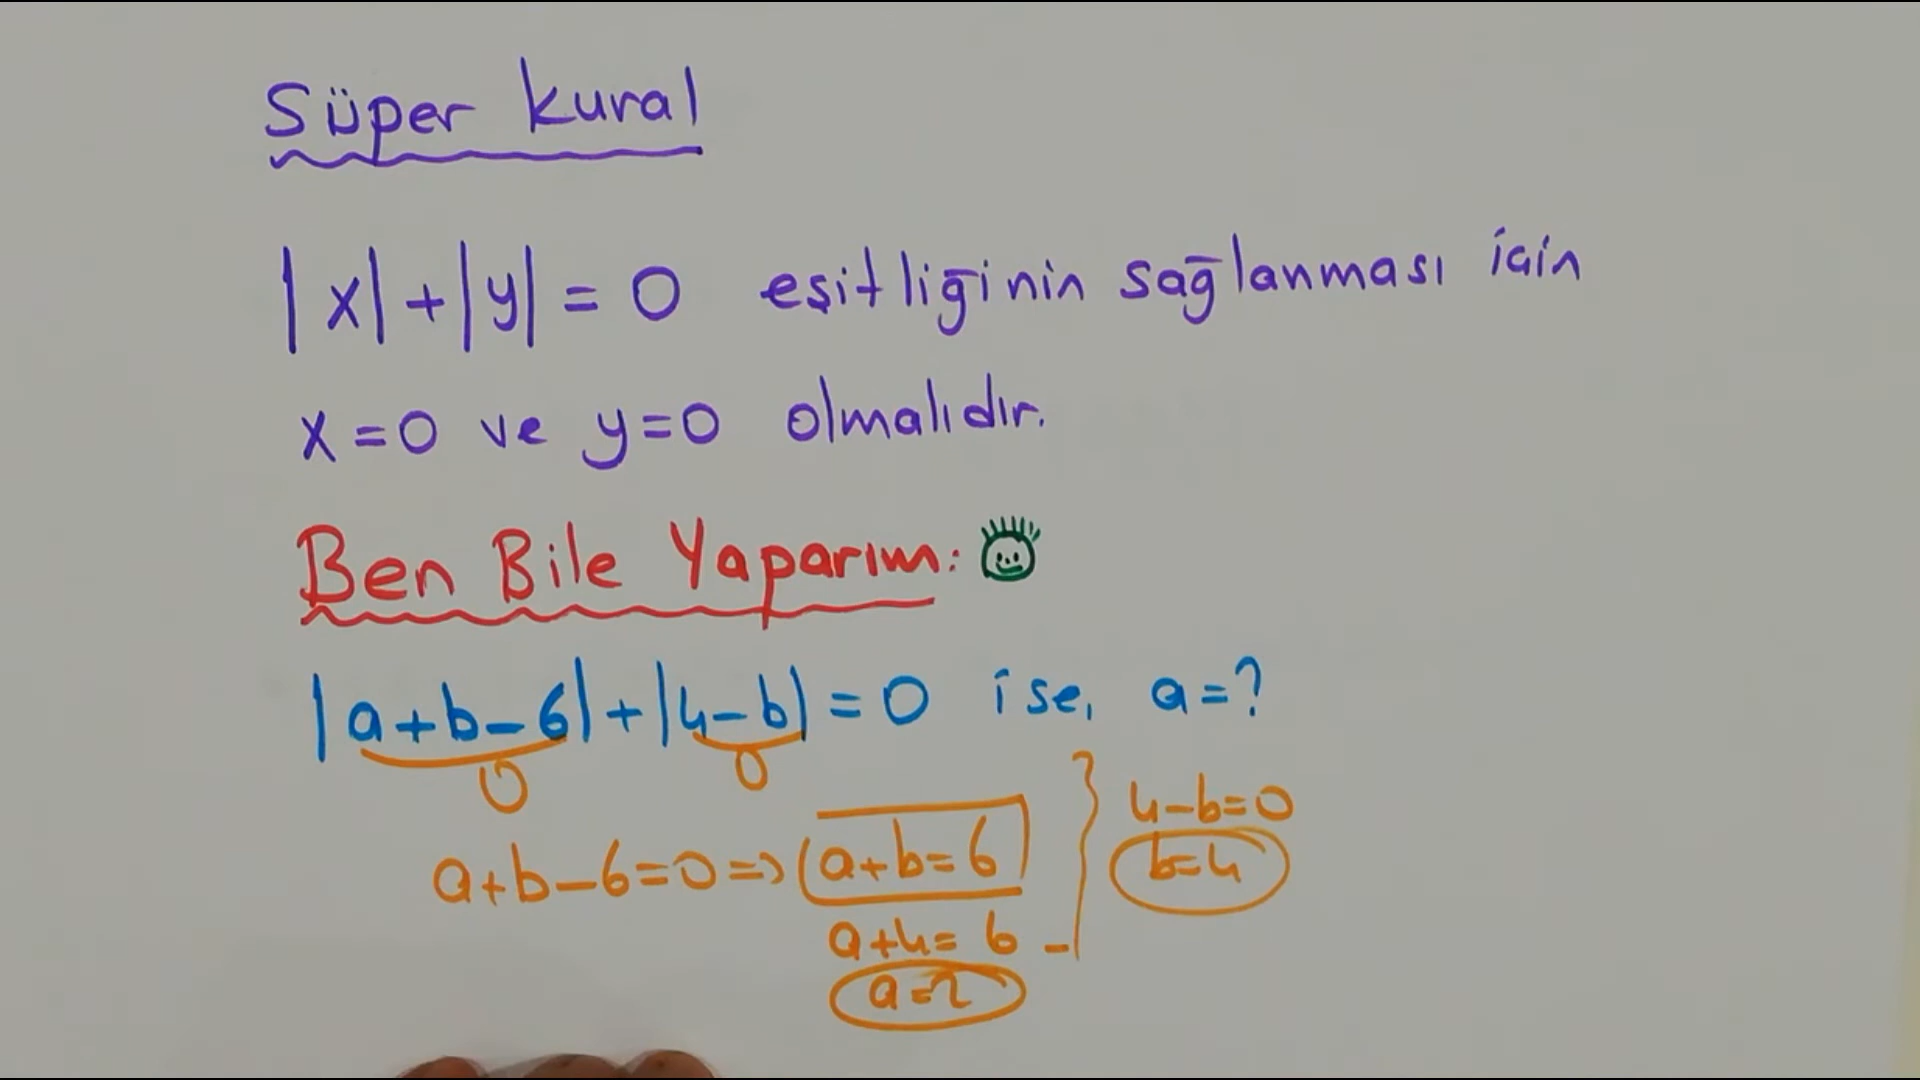 Süper kural
|x|+|y|=0 eşitliğinin sağlanması için
x=0 ve y=0 olmalıdır.
Ben Bile Yaparım:
|a+b-6|+|4-b|=0 ise, a=?
0 0
4-b=0
a+b-6=0=>(a+b=6 b=4
a+4=6
a=2